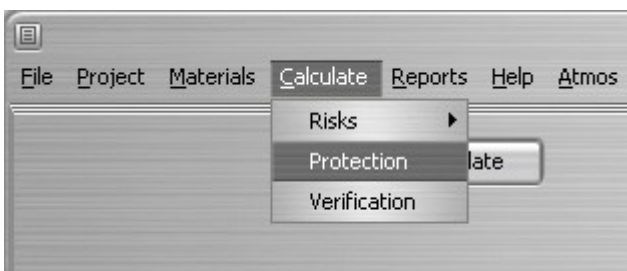 File Project Materials Calculate Reports Help Atmos
Risks
Protection
late
Verification